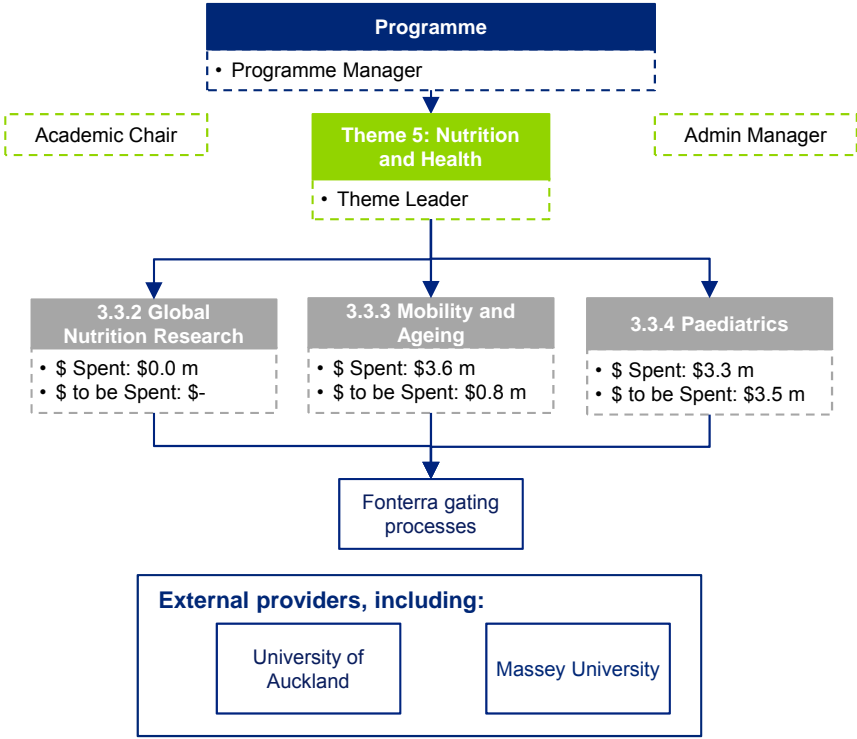 Programme
• Programme Manager
Academic Chair
Theme 5: Nutrition
and Health
Admin Manager
• Theme Leader
3.3.2 Global
Nutrition Research
• $ Spent: $0.0 m
• $ to be Spent: $-
3.3.3 Mobility and
Ageing
• $ Spent: $3.6 m
• $ to be Spent: $0.8 m
3.3.4 Paediatrics
• $ Spent: $3.3 m
• $ to be Spent: $3.5 m
Fonterra gating
processes
External providers, including:
University of
Auckland
Massey University